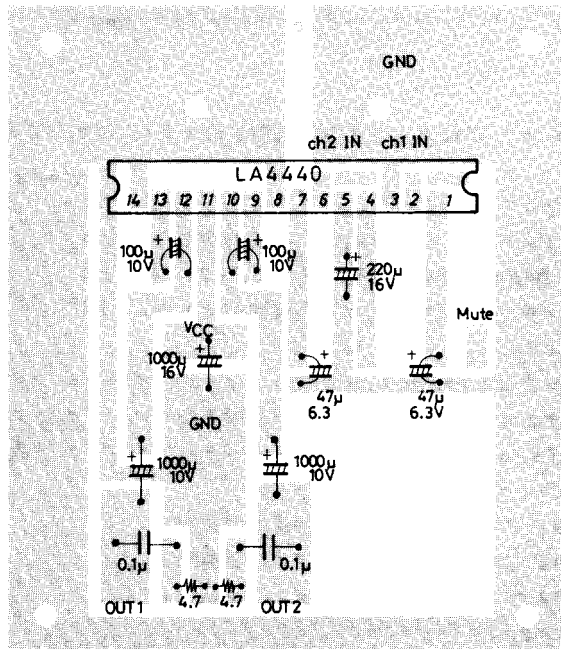 GND
ch2 IN ch1 IN
LA4440
14 13 12 11 10 9 8 7 6 5 4 3 2 1
+ 100μ 10V
+ 100μ 10V
+ 220μ 16V
Mute
VCC
+ 1000μ 16V
+ 47μ 6.3
+ 47μ 6.3V
GND
+ 1000μ 10V
+ 1000μ 10V
0.1μ
0.1μ
4.7 4.7
OUT1 OUT2